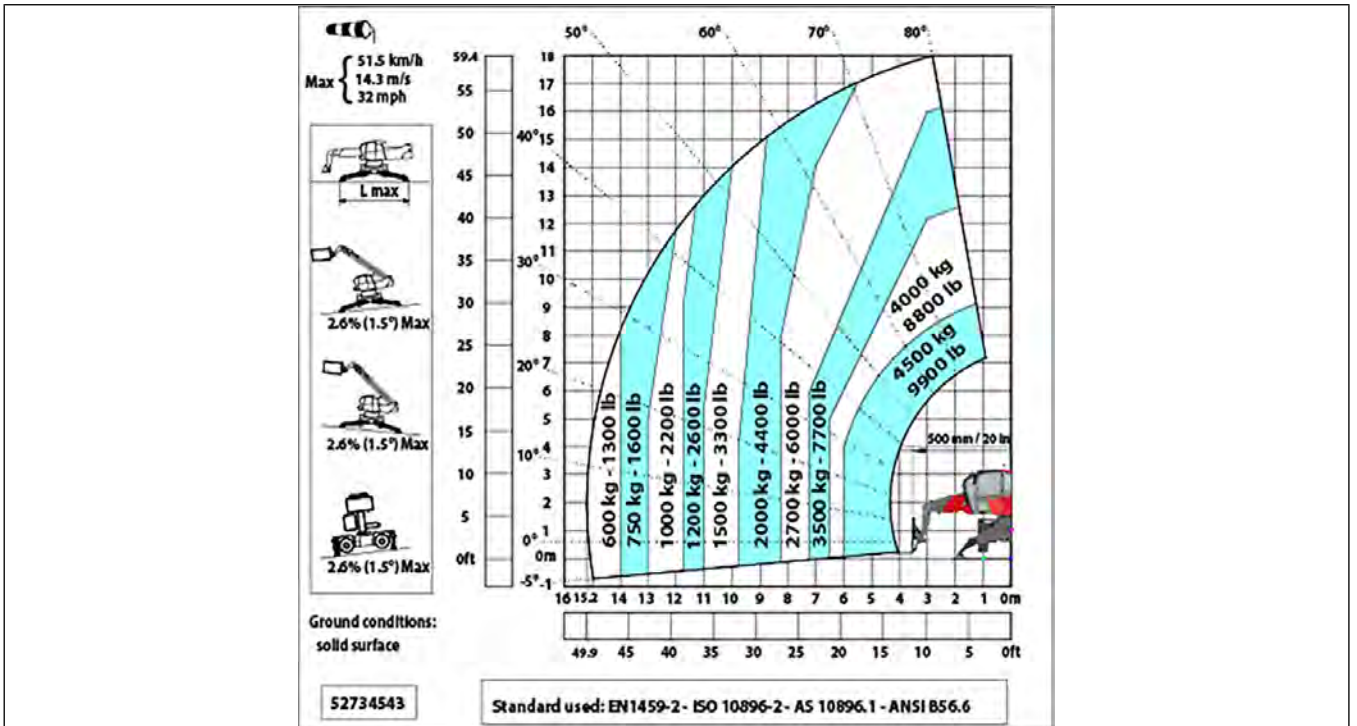 Max
51.5 km/h
14.3 m/s
32 mph
L max
2.6% (1.5°) Max
2.6% (1.5°) Max
2.6% (1.5°) Max
Ground conditions:
solid surface
52734543
59.4
55
50
45
40
35
30
25
20
15
10
5
0ft
18
17
16
15
14
13
12
11
10
9
8
7
6
5
4
3
2
1
0m
-1
50°
60°
70°
80°
40°
30°
20°
10°
0°
-5°
600 kg - 1300 lb
750 kg - 1600 lb
1000 kg - 2200 lb
1200 kg - 2600 lb
1500 kg - 3300 lb
2000 kg - 4400 lb
2700 kg - 6000 lb
3500 kg - 7700 lb
4000 kg
8800 lb
4500 kg
9900 lb
500 mm / 20 in
16 15.2 14 13 12 11 10 9 8 7 6 5 4 3 2 1 0m
49.9 45 40 35 30 25 20 15 10 5 0ft
Standard used: EN1459-2 - ISO 10896-2 - AS 10896.1 - ANSI B56.6